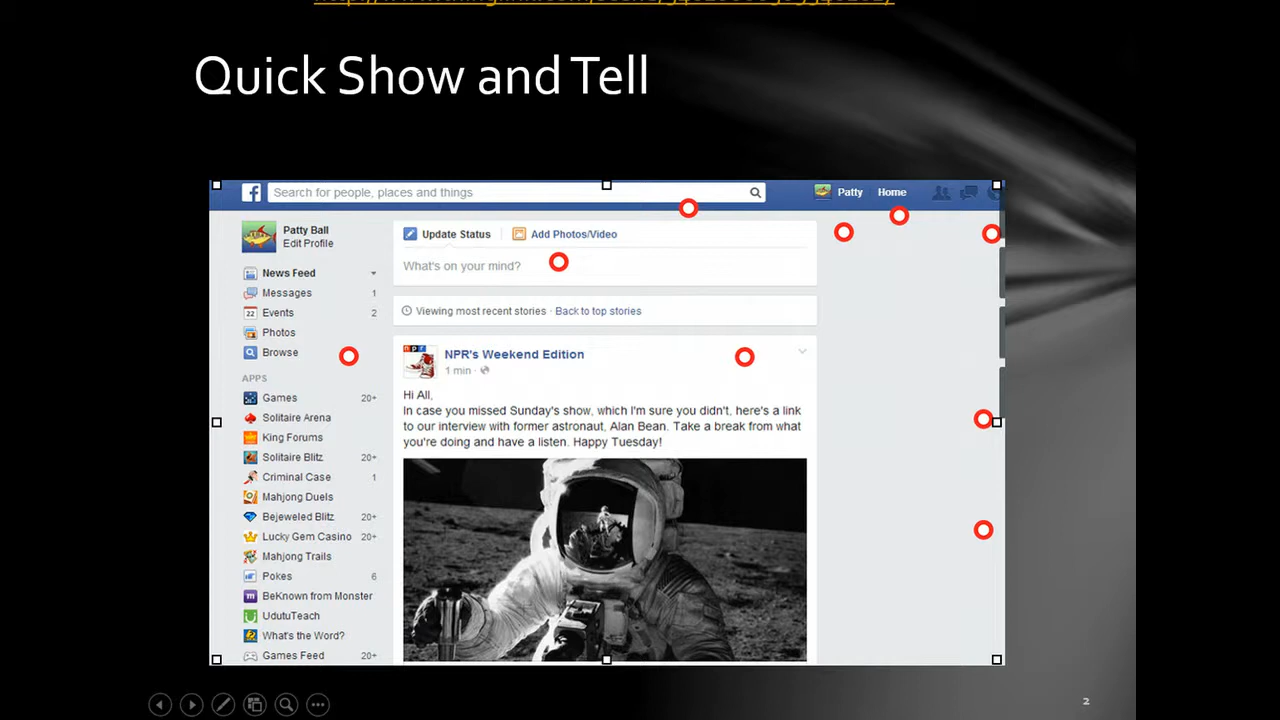 Quick Show and Tell
Search for people, places and things
Patty Home
Patty Ball
Edit Profile
News Feed
Messages 1
Events 2
Photos
Browse
APPS
Games 20+
Solitaire Arena
King Forums
Solitaire Blitz 20+
Criminal Case 1
Mahjong Duels
Bejeweled Blitz 20+
Lucky Gem Casino 20+
Mahjong Trails
Pokes 6
BeKnown from Monster
UdutuTeach
What's the Word?
Games Feed 20+
Update Status Add Photos/Video
What's on your mind?
Viewing most recent stories · Back to top stories
npr
NPR's Weekend Edition
1 min ·
Hi All,
In case you missed Sunday's show, which I'm sure you didn't, here's a link
to our interview with former astronaut, Alan Bean. Take a break from what
you're doing and have a listen. Happy Tuesday!
2